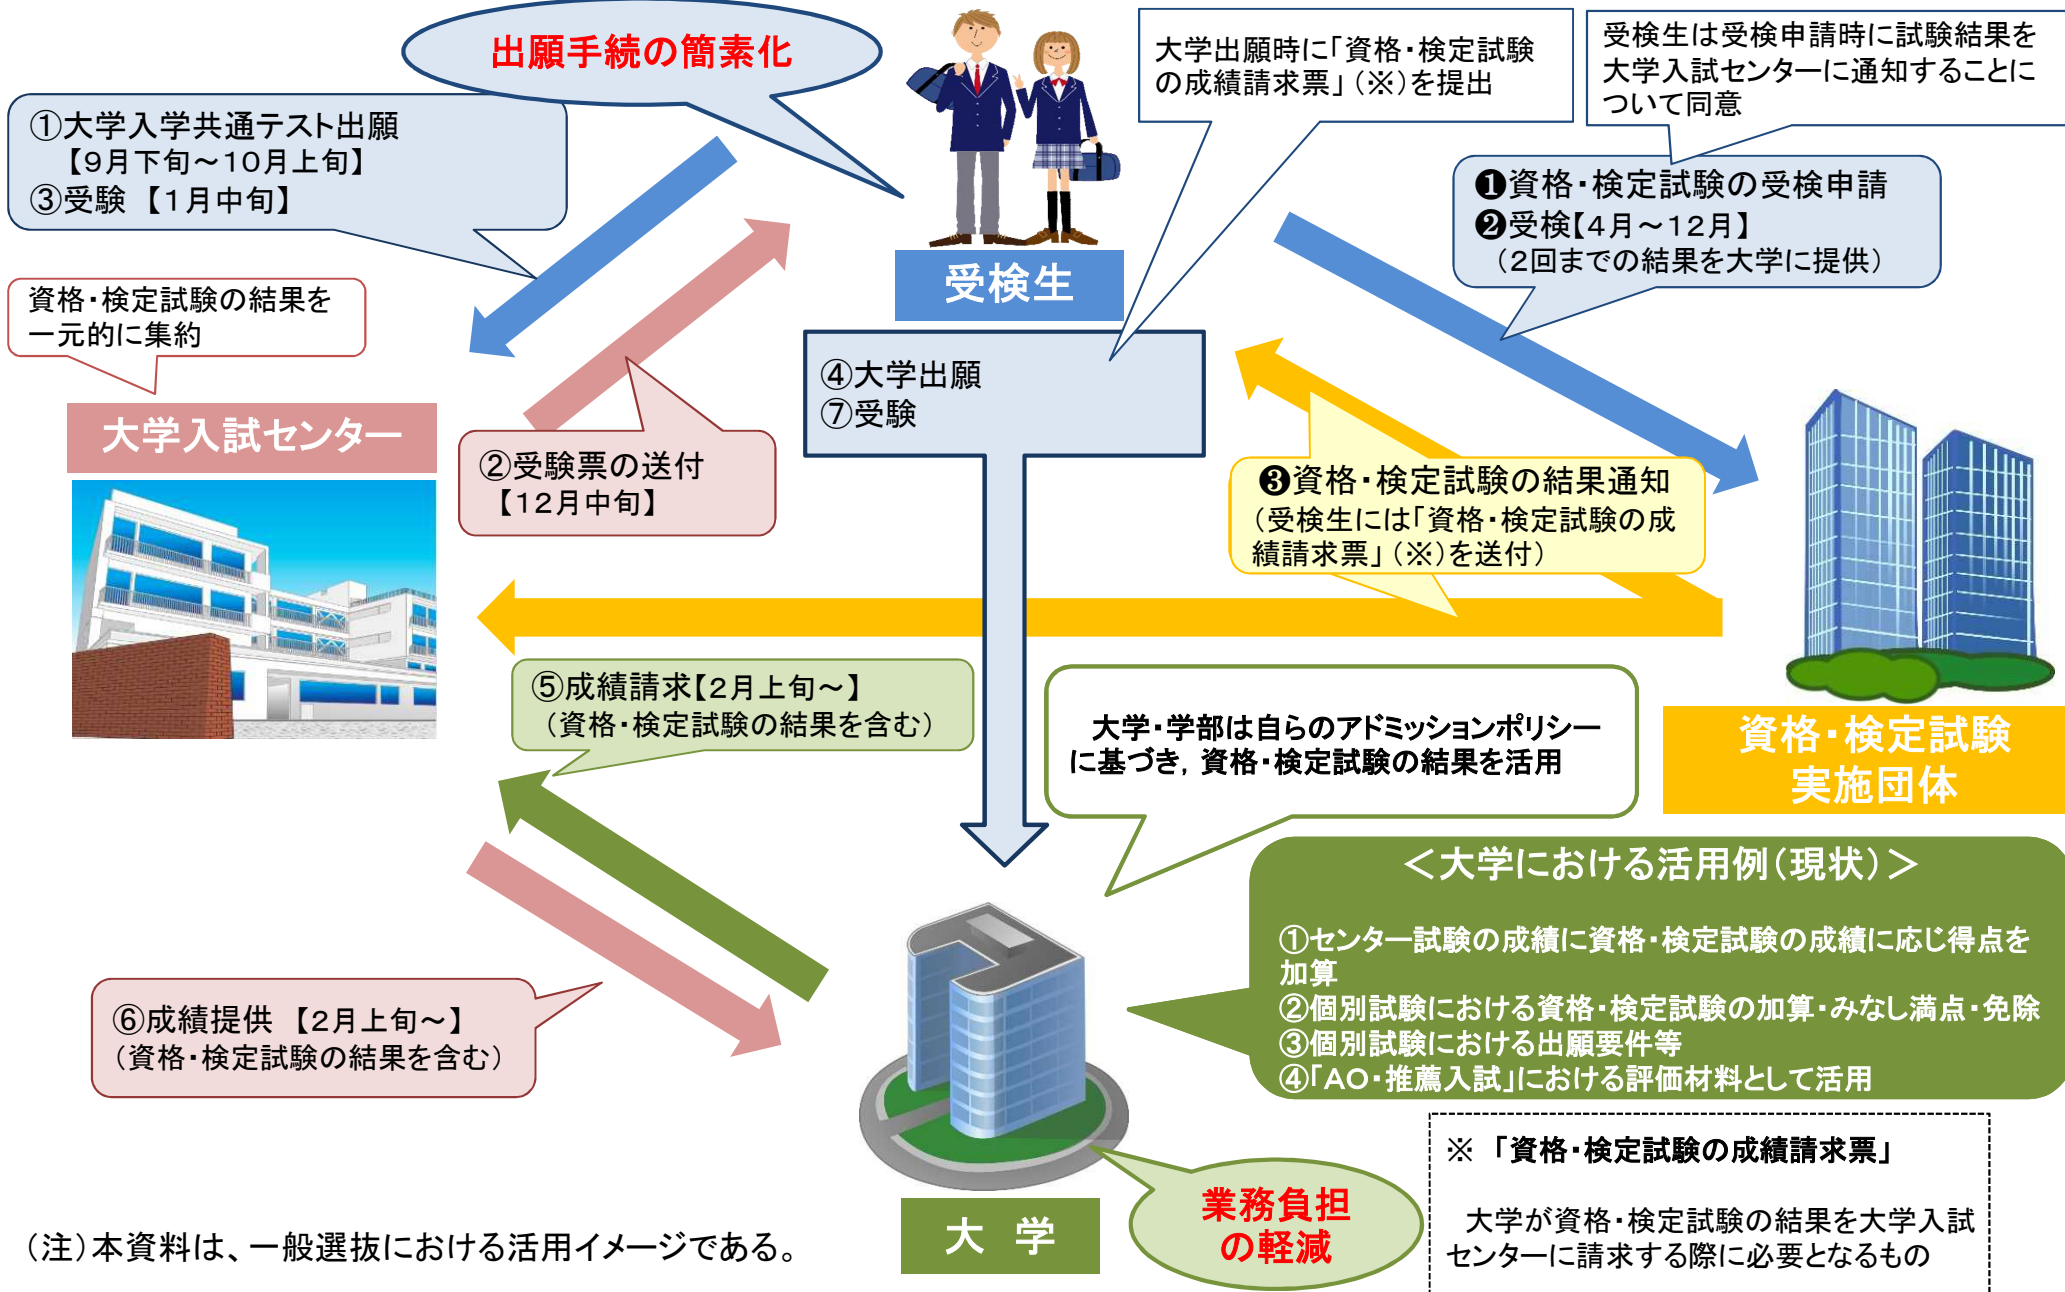 出願手続の簡素化
大学出願時に「資格・検定試験
の成績請求票」（※）を提出
受検生は受検申請時に試験結果を
大学入試センターに通知することに
ついて同意
①大学入学共通テスト出願
【９月下旬～１０月上旬】
③受験 【１月中旬】
❶資格・検定試験の受検申請
❷受検【４月～１２月】
（２回までの結果を大学に提供）
受検生
資格・検定試験の結果を
一元的に集約
④大学出願
⑦受験
大学入試センター
②受験票の送付
【１２月中旬】
❸資格・検定試験の結果通知
（受検生には「資格・検定試験の成
績請求票」（※）を送付）
⑤成績請求【２月上旬～】
（資格・検定試験の結果を含む）
大学・学部は自らのアドミッションポリシー
に基づき，資格・検定試験の結果を活用
資格・検定試験
実施団体
＜大学における活用例（現状）＞
①センター試験の成績に資格・検定試験の成績に応じ得点を
加算
②個別試験における資格・検定試験の加算・みなし満点・免除
③個別試験における出願要件等
④「ＡＯ・推薦入試」における評価材料として活用
⑥成績提供 【２月上旬～】
（資格・検定試験の結果を含む）
※ 「資格・検定試験の成績請求票」
大学が資格・検定試験の結果を大学入試
センターに請求する際に必要となるもの
業務負担
の軽減
大 学
（注）本資料は、一般選抜における活用イメージである。